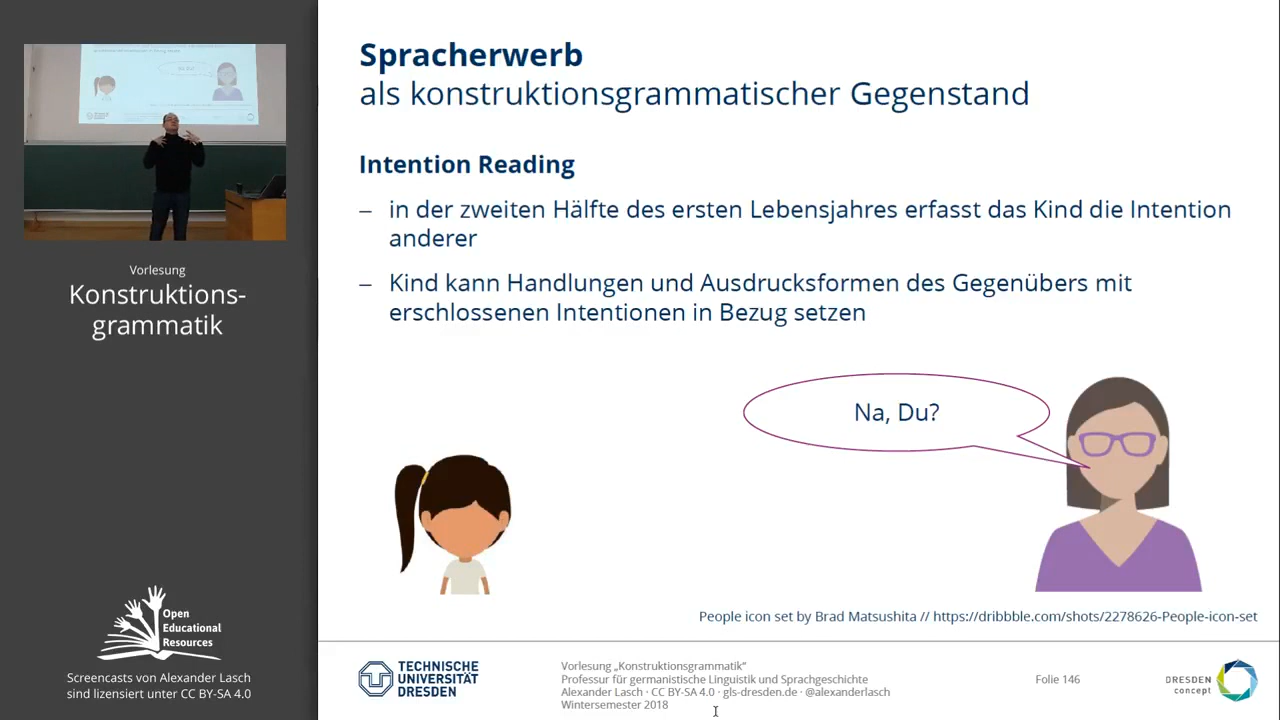 Vorlesung
Konstruktions-
grammatik
Open
Educational
Resources
Screencasts von Alexander Lasch
sind lizensiert unter CC BY-SA 4.0
Spracherwerb
als konstruktionsgrammatischer Gegenstand
Intention Reading
– in der zweiten Hälfte des ersten Lebensjahres erfasst das Kind die Intention
anderer
– Kind kann Handlungen und Ausdrucksformen des Gegenübers mit
erschlossenen Intentionen in Bezug setzen
Na, Du?
People icon set by Brad Matsushita // https://dribbble.com/shots/2278626-People-icon-set
TECHNISCHE
UNIVERSITÄT
DRESDEN
Vorlesung „Konstruktionsgrammatik“
Professur für germanistische Linguistik und Sprachgeschichte
Alexander Lasch · CC BY-SA 4.0 · gls-dresden.de · @alexanderlasch
Wintersemester 2018
Folie 146
DRESDEN
concept